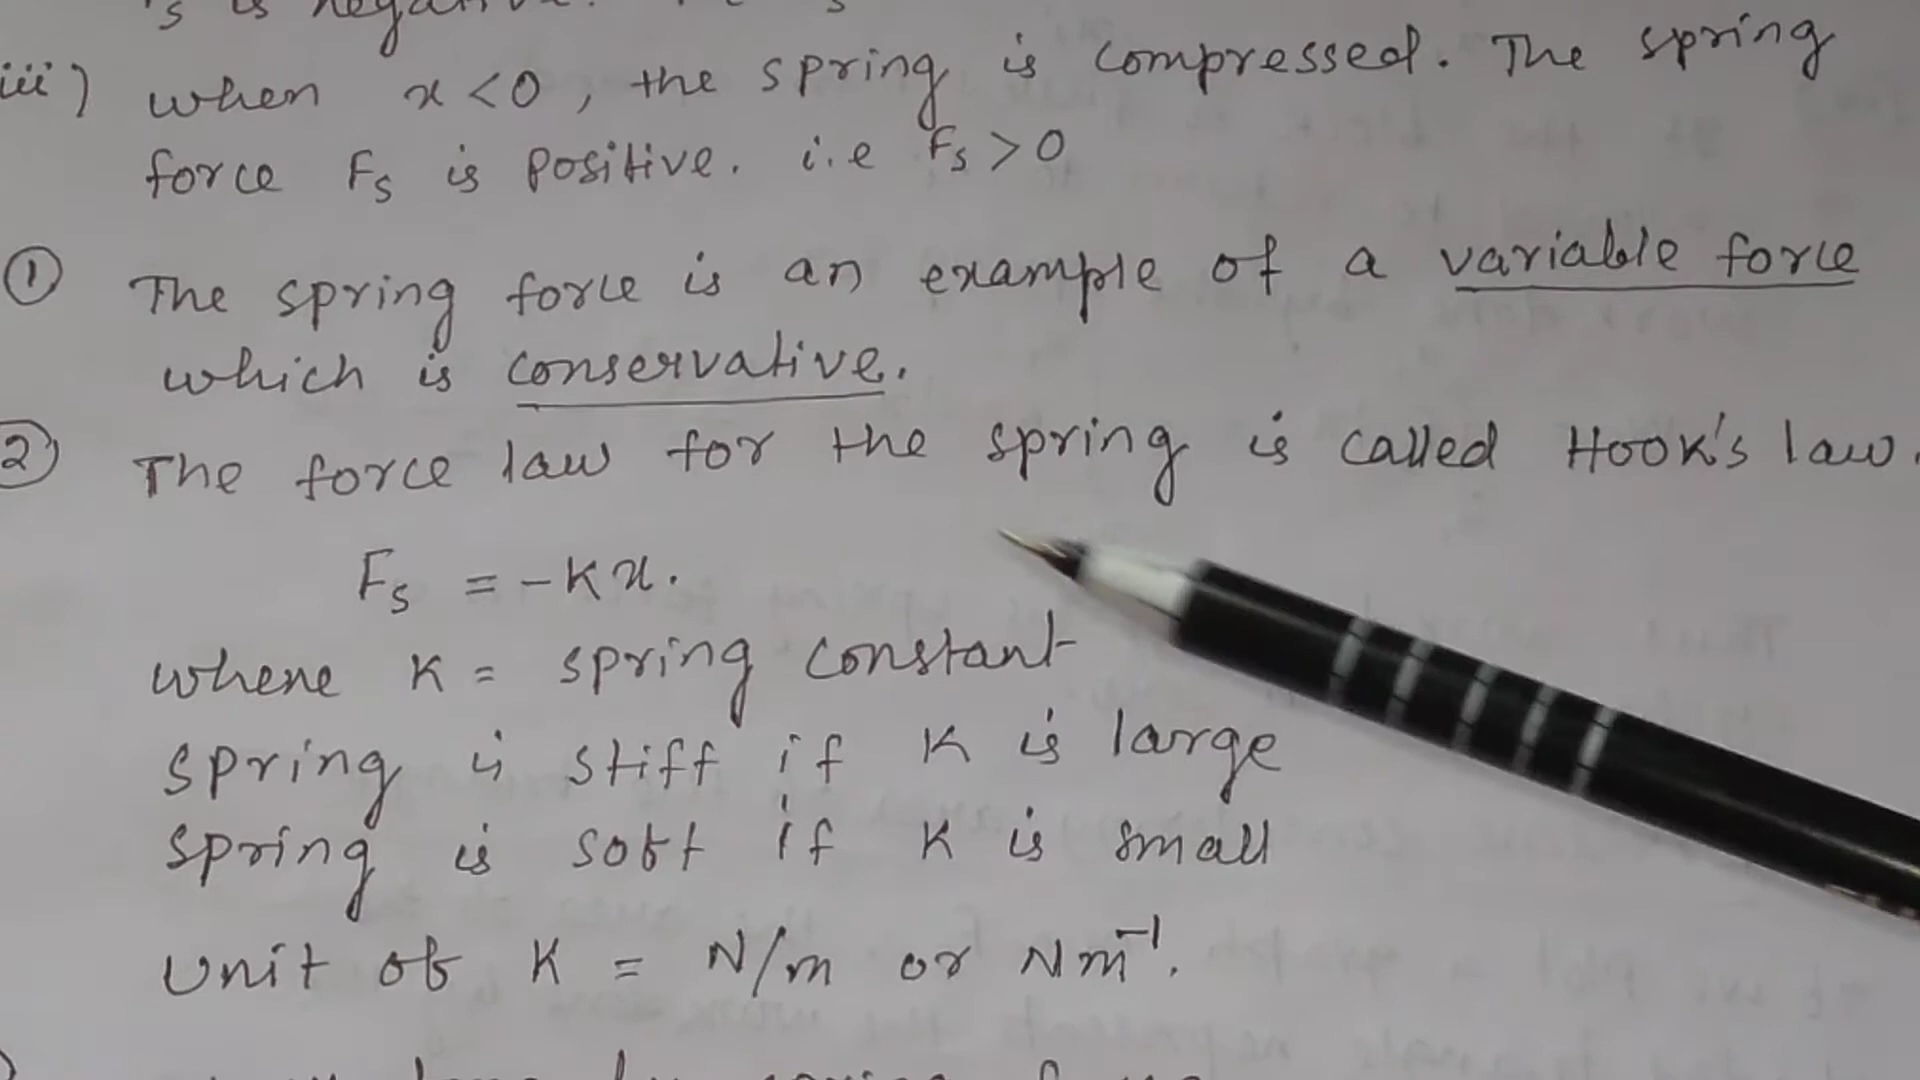 s is negative.
iii) when x < 0, the spring is compressed. The spring
force Fs is positive. i.e Fs > 0
① The spring force is an example of a variable force
which is conservative.
② The force law for the spring is called Hook's law.
Fs = -Kx.
where K = spring constant
spring is stiff if K is large
spring is soft if K is small
unit of K = N/m or Nm⁻¹.